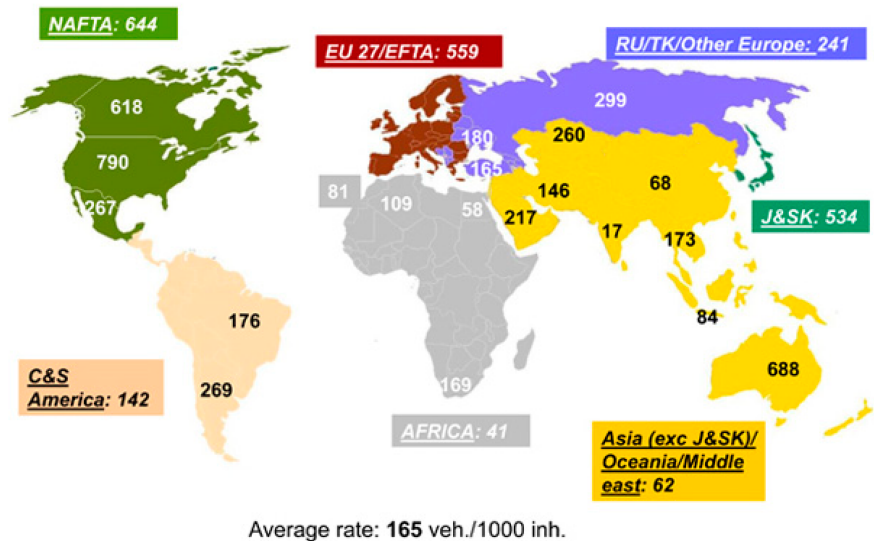 NAFTA: 644
EU 27/EFTA: 559
RU/TK/Other Europe: 241
618
299
790
180
260
267
165
81
109
58
146
68
217
17
173
J&SK: 534
84
176
C&S
America: 142
269
169
688
AFRICA: 41
Asia (exc J&SK)/
Oceania/Middle
east: 62
Average rate: 165 veh./1000 inh.